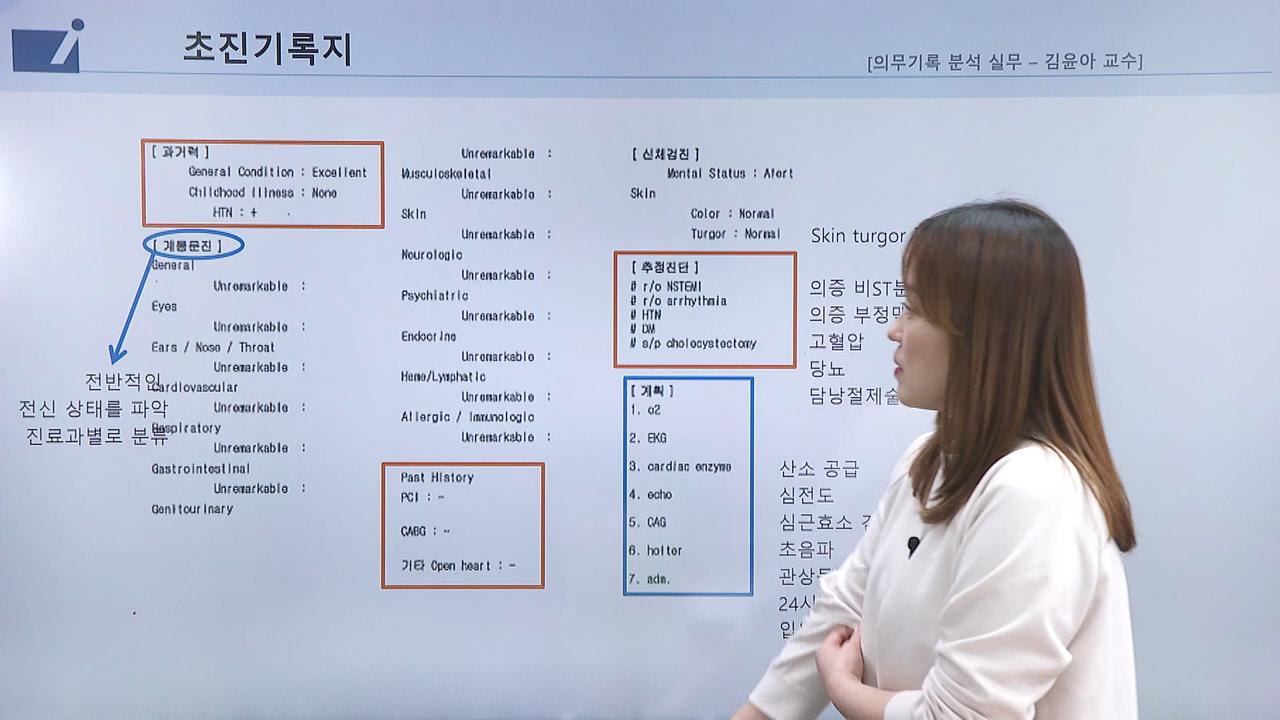 초진기록지
[의무기록 분석 실무 – 김윤아 교수]
[ 과거력 ]
General Condition : Excellent
Childhood Illness : None
HTN : +
[ 계통문진 ]
General
Unremarkable :
Eyes
Unremarkable :
Ears / Nose / Throat
Unremarkable :
Cardiovascular
Unremarkable :
Respiratory
Unremarkable :
Gastrointestinal
Unremarkable :
Genitourinary
전반적인
전신 상태를 파악
진료과별로 분류
Unremarkable :
Musculoskeletal
Unremarkable :
Skin
Unremarkable :
Neurologic
Unremarkable :
Psychiatric
Unremarkable :
Endocrine
Unremarkable :
Heme/Lymphatic
Unremarkable :
Allergic / Immunologic
Unremarkable :
Past History
PCI : -
CABG : -
기타 Open heart : -
[ 신체검진 ]
Mental Status : Alert
Skin
Color : Normal
Turgor : Normal
[ 추정진단 ]
# r/o NSTEMI
# r/o arrhythmia
# HTN
# DM
# s/p cholecystectomy
[ 계획 ]
1. o2
2. EKG
3. cardiac enzyme
4. echo
5. CAG
6. holter
7. adm.
Skin turgor
의증 비ST분
의증 부정맥
고혈압
당뇨
담낭절제술
산소 공급
심전도
심근효소
초음파
관상동
24시